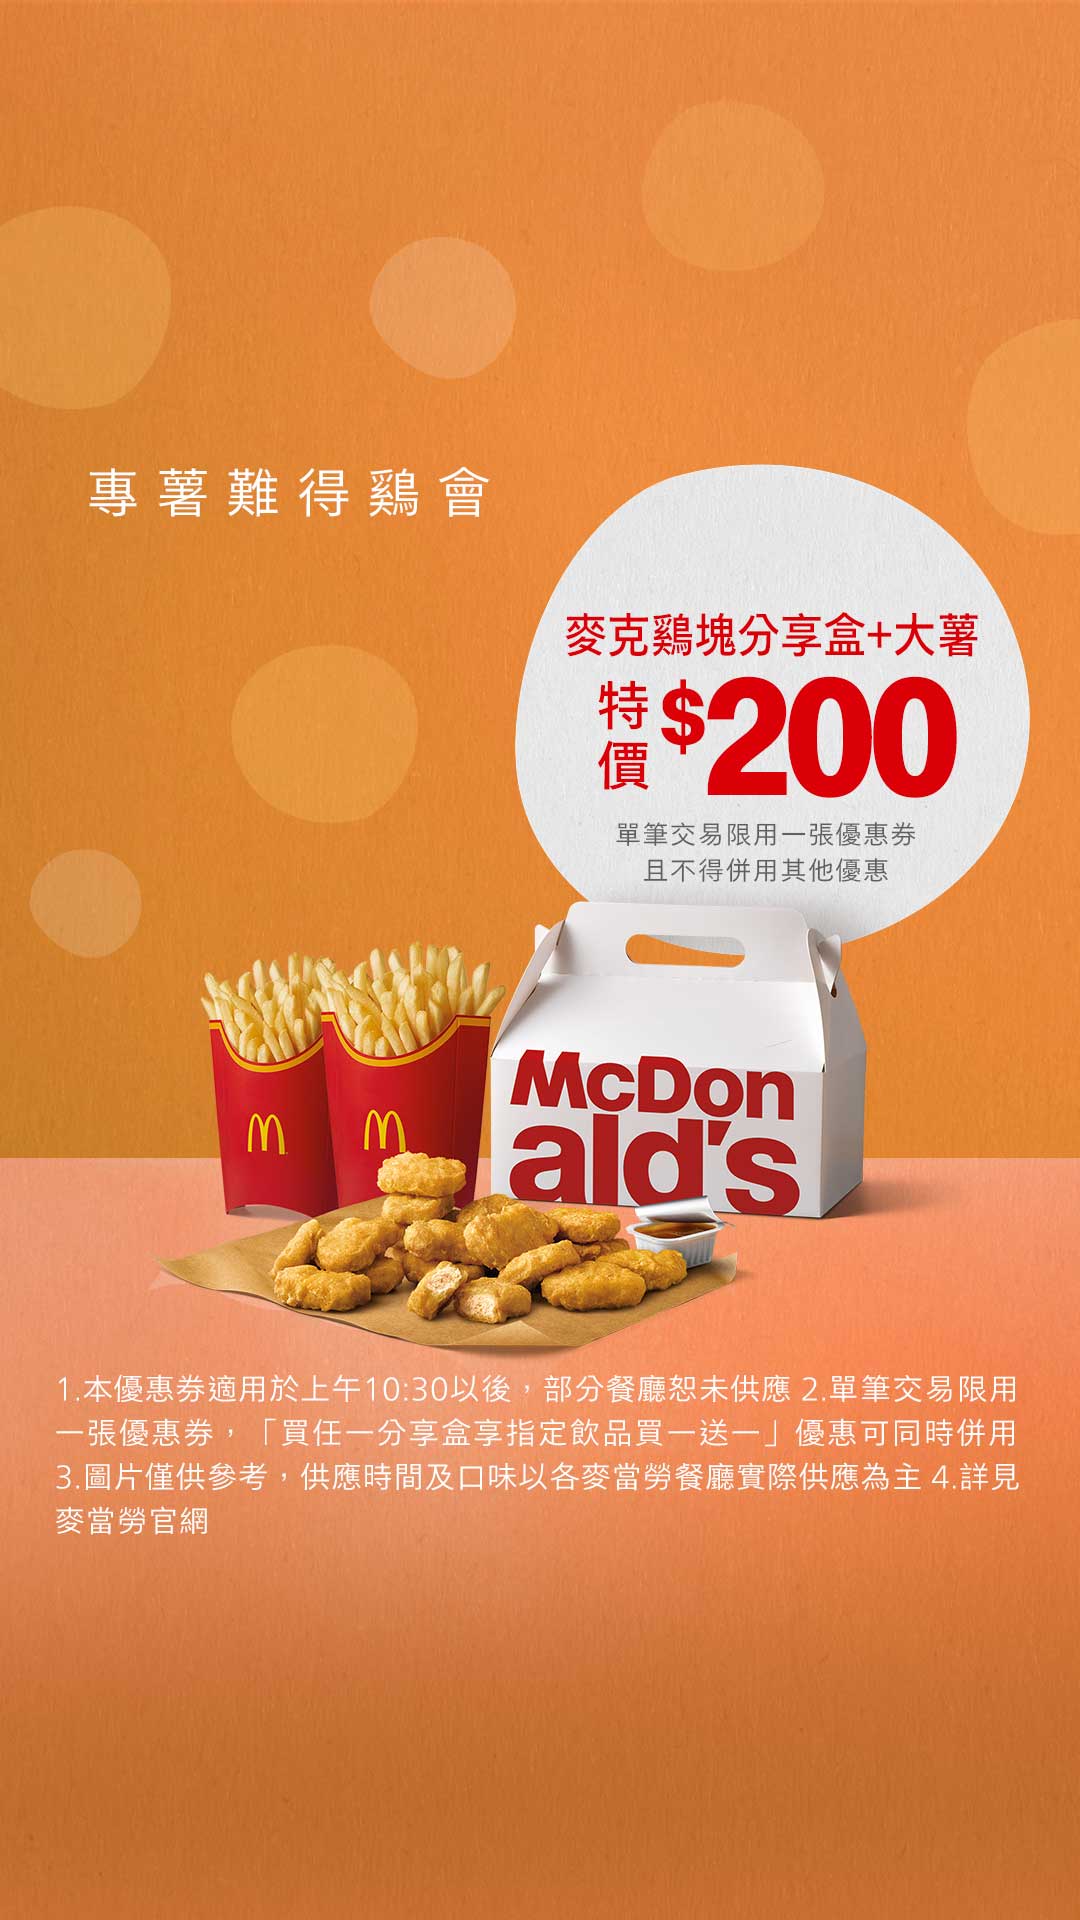 專薯難得鷄會
麥克鷄塊分享盒+大薯
特價 $200
單筆交易限用一張優惠券
且不得併用其他優惠
McDon
ald's
1.本優惠券適用於上午10:30以後，部分餐廳恕未供應 2.單筆交易限用
一張優惠券，「買任一分享盒享指定飲品買一送一」優惠可同時併用
3.圖片僅供參考，供應時間及口味以各麥當勞餐廳實際供應為主 4.詳見
麥當勞官網